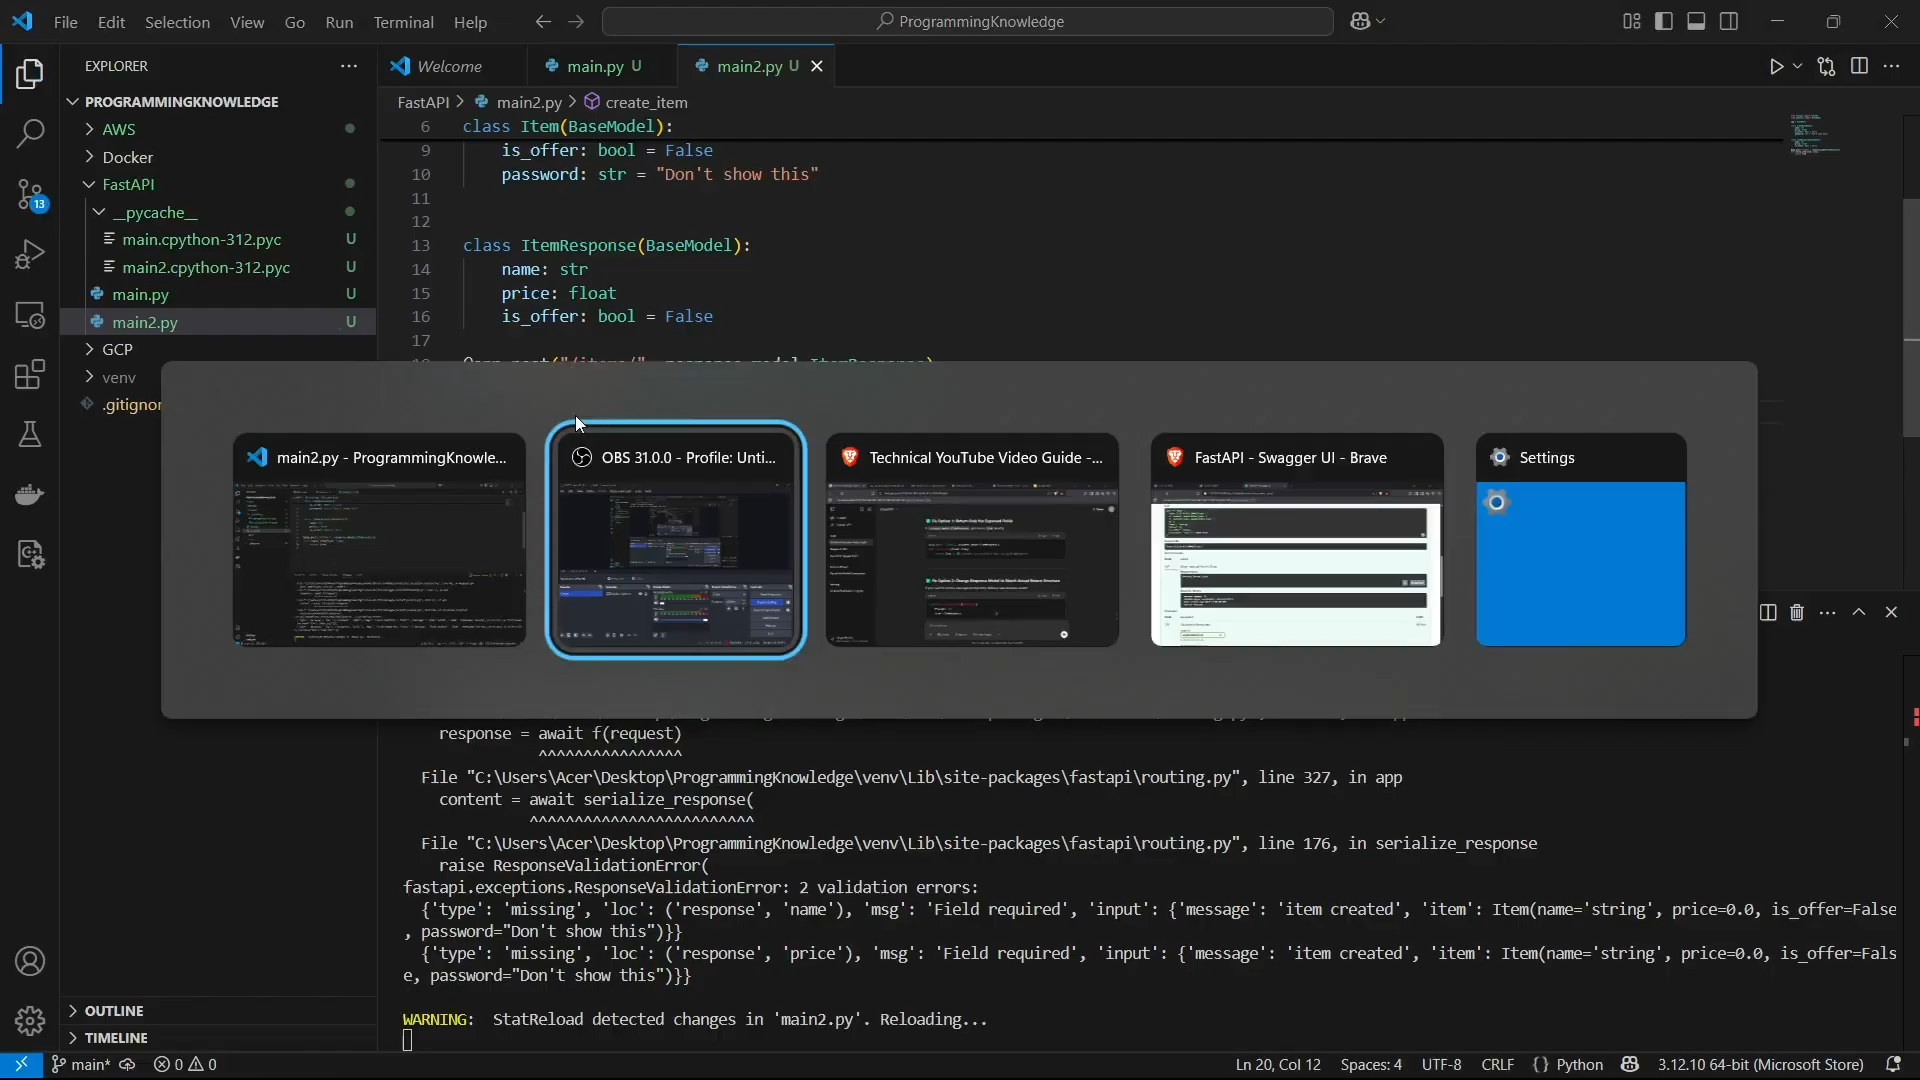 File Edit Selection View Go Run Terminal Help
ProgrammingKnowledge
EXPLORER
Welcome
main.py U
main2.py U
PROGRAMMINGKNOWLEDGE
AWS
Docker
FastAPI
__pycache__
main.cpython-312.pyc U
main2.cpython-312.pyc U
main.py U
main2.py U
GCP
venv
.gitignor
13
FastAPI > main2.py > create_item
6 class Item(BaseModel):
9 is_offer: bool = False
10 password: str = "Don't show this"
11
12
13 class ItemResponse(BaseModel):
14 name: str
15 price: float
16 is_offer: bool = False
17
main2.py - ProgrammingKnowle...
OBS 31.0.0 - Profile: Unti...
Technical YouTube Video Guide -...
FastAPI - Swagger UI - Brave
Settings
response = await f(request)
^^^^^^^^^^^^^^^^
File "C:\Users\Acer\Desktop\ProgrammingKnowledge\venv\Lib\site-packages\fastapi\routing.py", line 327, in app
content = await serialize_response(
^^^^^^^^^^^^^^^^^^^^^^^^^
File "C:\Users\Acer\Desktop\ProgrammingKnowledge\venv\Lib\site-packages\fastapi\routing.py", line 176, in serialize_response
raise ResponseValidationError(
fastapi.exceptions.ResponseValidationError: 2 validation errors:
{'type': 'missing', 'loc': ('response', 'name'), 'msg': 'Field required', 'input': {'message': 'item created', 'item': Item(name='string', price=0.0, is_offer=False
, password="Don't show this")}}
{'type': 'missing', 'loc': ('response', 'price'), 'msg': 'Field required', 'input': {'message': 'item created', 'item': Item(name='string', price=0.0, is_offer=Fals
e, password="Don't show this")}}
WARNING: StatReload detected changes in 'main2.py'. Reloading...
OUTLINE
TIMELINE
main* 0 0
Ln 20, Col 12 Spaces: 4 UTF-8 CRLF {} Python 3.12.10 64-bit (Microsoft Store)